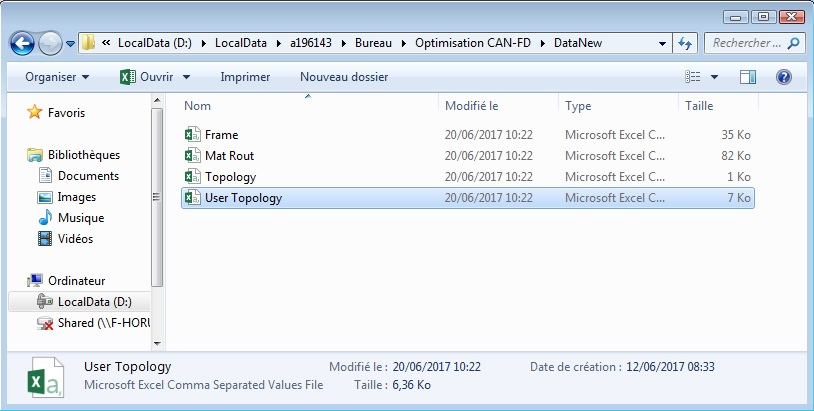 « LocalData (D:) ▸ LocalData ▸ a196143 ▸ Bureau ▸ Optimisation CAN-FD ▸ DataNew
Rechercher ...
Organiser Ouvrir Imprimer Nouveau dossier
Nom Modifié le Type Taille
Favoris
Bibliothèques
Documents
Images
Musique
Vidéos
Ordinateur
LocalData (D:)
Shared (\\F-HORU
Frame 20/06/2017 10:22 Microsoft Excel C... 35 Ko
Mat Rout 20/06/2017 10:22 Microsoft Excel C... 82 Ko
Topology 20/06/2017 10:22 Microsoft Excel C... 1 Ko
User Topology 20/06/2017 10:22 Microsoft Excel C... 7 Ko
User Topology Modifié le : 20/06/2017 10:22 Date de création : 12/06/2017 08:33
Microsoft Excel Comma Separated Values File Taille : 6,36 Ko